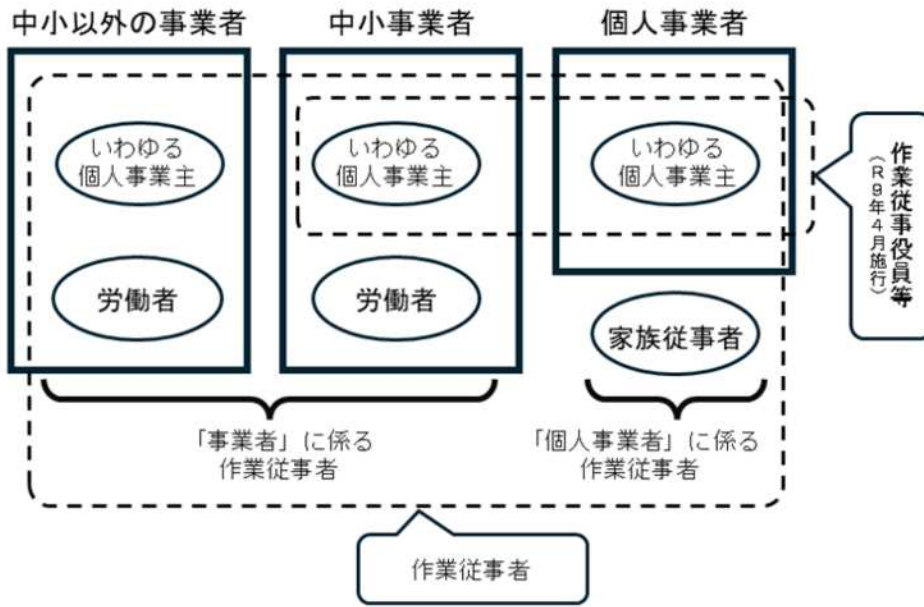 中小以外の事業者
中小事業者
個人事業者
いわゆる
個人事業主
いわゆる
個人事業主
いわゆる
個人事業主
作業従事役員等
（R9年4月施行）
労働者
労働者
家族従事者
「事業者」に係る
作業従事者
「個人事業者」に係る
作業従事者
作業従事者